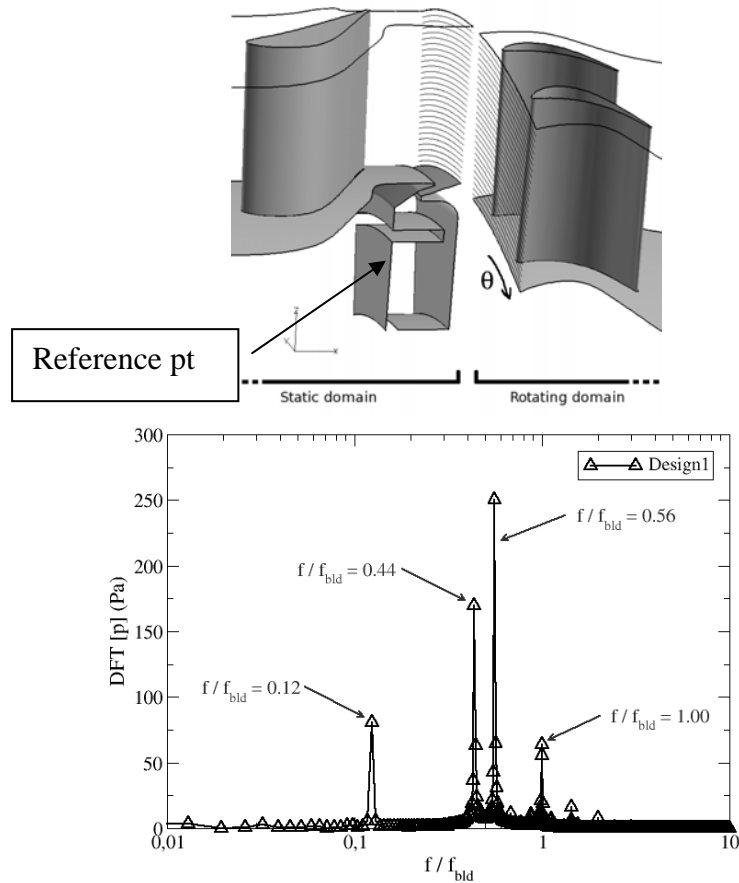 θ
z
Y
x
Reference pt
Static domain
Rotating domain
300
250
200
150
100
50
0
DFT [p] (Pa)
Design1
f / f_bld = 0.56
f / f_bld = 0.44
f / f_bld = 0.12
f / f_bld = 1.00
0,01
0,1
1
10
f / f_bld